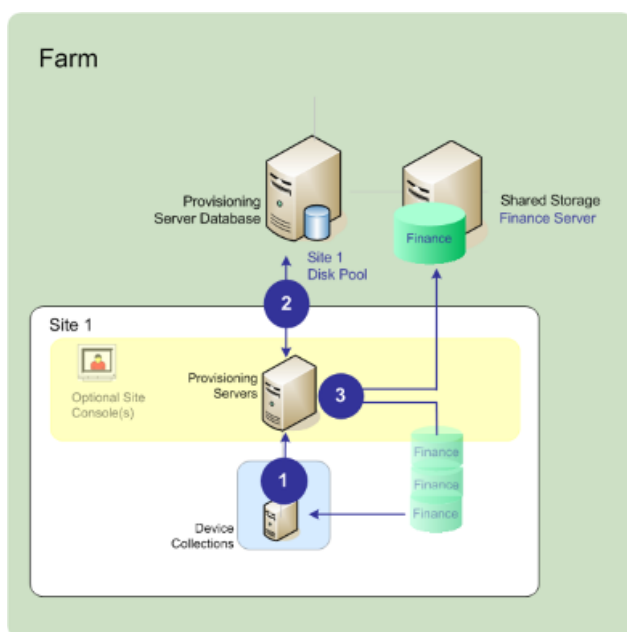 Farm
Provisioning
Server Database
Site 1
Disk Pool
Shared Storage
Finance Server
Finance
2
Site 1
Optional Site
Console(s)
Provisioning
Servers
3
1
Device
Collections
Finance
Finance
Finance